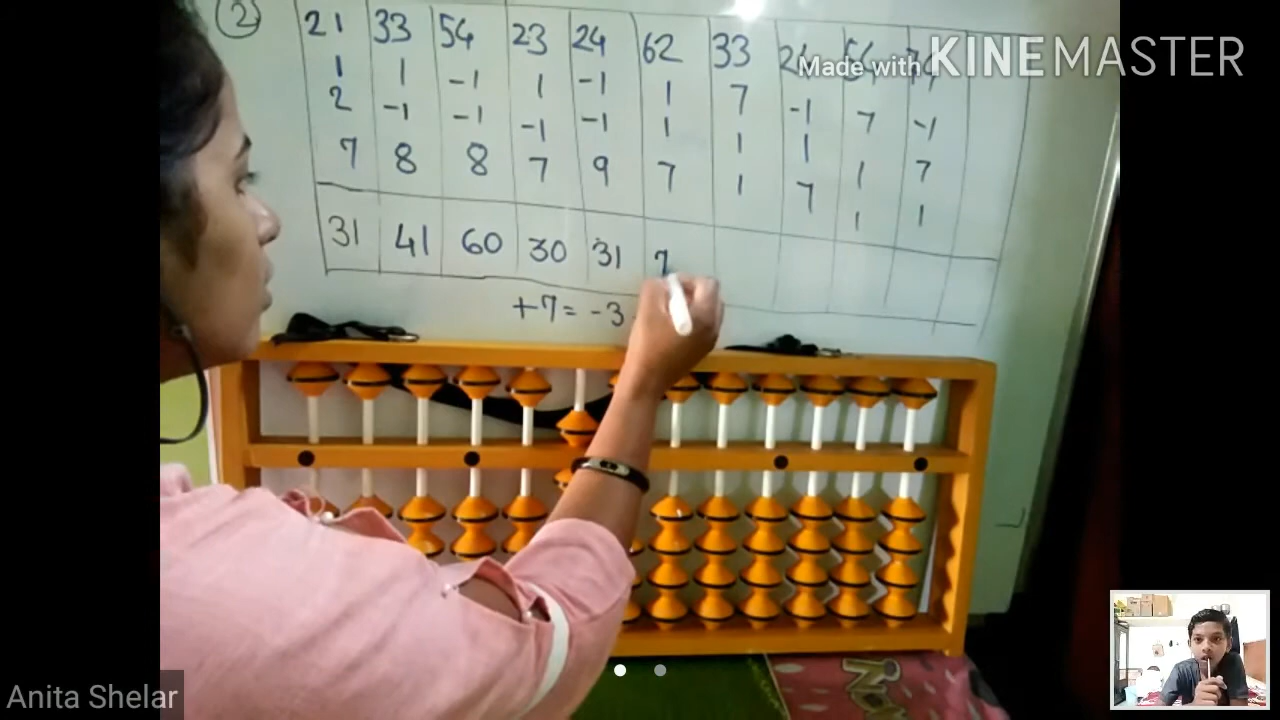 2
21 33 54 23 24 62 33
1 1 -1 1 -1 1 7 -1 7 -1
2 -1 -1 -1 -1 1 1 1 1 7
7 8 8 7 9 7 1 7 1 1
31 41 60 30 31 7
+7= -3
Made with KINEMASTER
Anita Shelar